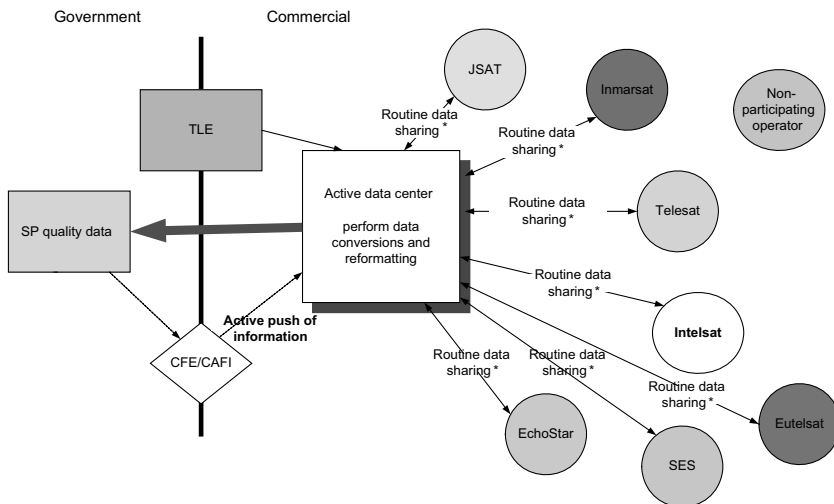 Government
Commercial
JSAT
Inmarsat
Non-
participating
operator
TLE
Routine data
sharing *
Routine data
sharing *
Active data center
perform data
conversions and
reformatting
SP quality data
Routine data
sharing *
Telesat
Routine data
sharing *
Active push of
information
Intelsat
CFE/CAFI
Routine data
sharing *
Routine data
sharing *
Routine data
sharing *
EchoStar
SES
Eutelsat